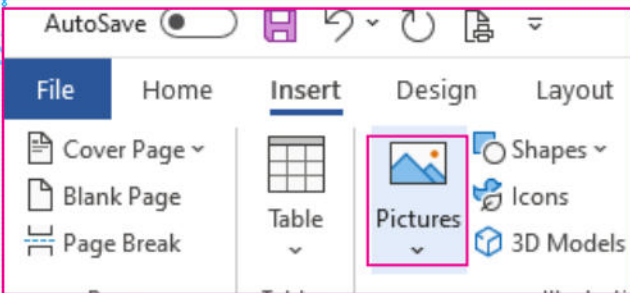 AutoSave
File Home Insert Design Layout
Cover Page
Blank Page
Page Break
Table
Pictures
Shapes
Icons
3D Models